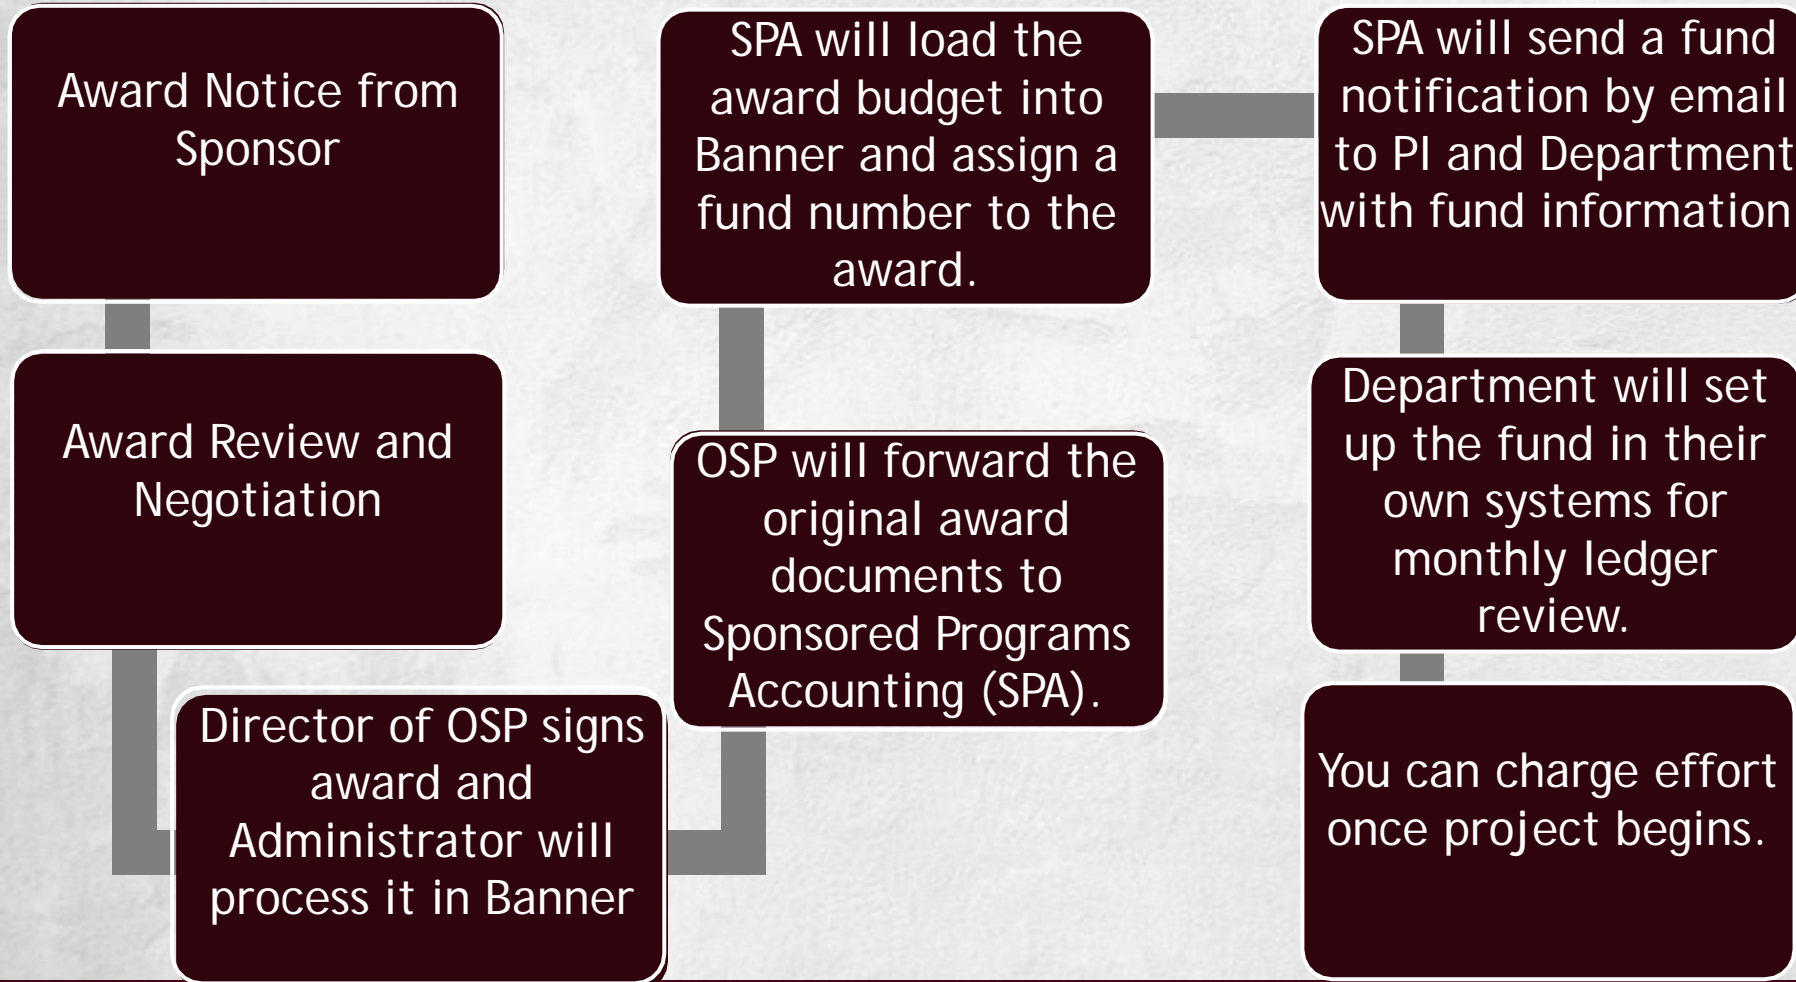 Award Notice from
Sponsor
Award Review and
Negotiation
Director of OSP signs
award and
Administrator will
process it in Banner
OSP will forward the
original award
documents to
Sponsored Programs
Accounting (SPA).
SPA will load the
award budget into
Banner and assign a
fund number to the
award.
SPA will send a fund
notification by email
to PI and Department
with fund information
Department will set
up the fund in their
own systems for
monthly ledger
review.
You can charge effort
once project begins.